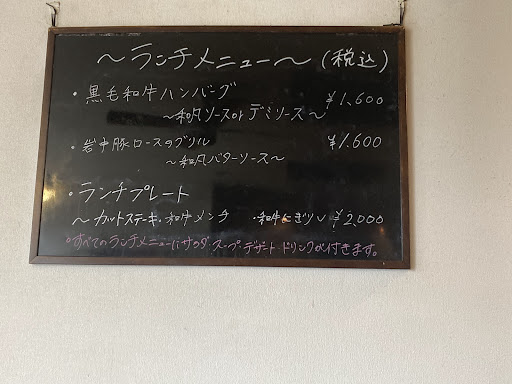 ～ランチメニュー～(税込)
・黒毛和牛ハンバーグ ¥1,600
～和風ソースorデミソース～
・岩中豚ロースのグリル ¥1,600
～和風バターソース～
・ランチプレート
～カットステーキ・和牛メンチ ・和牛にぎり～ ¥2,000
○すべてのランチメニューにサラダ スープ デザート ドリンクが付きます。